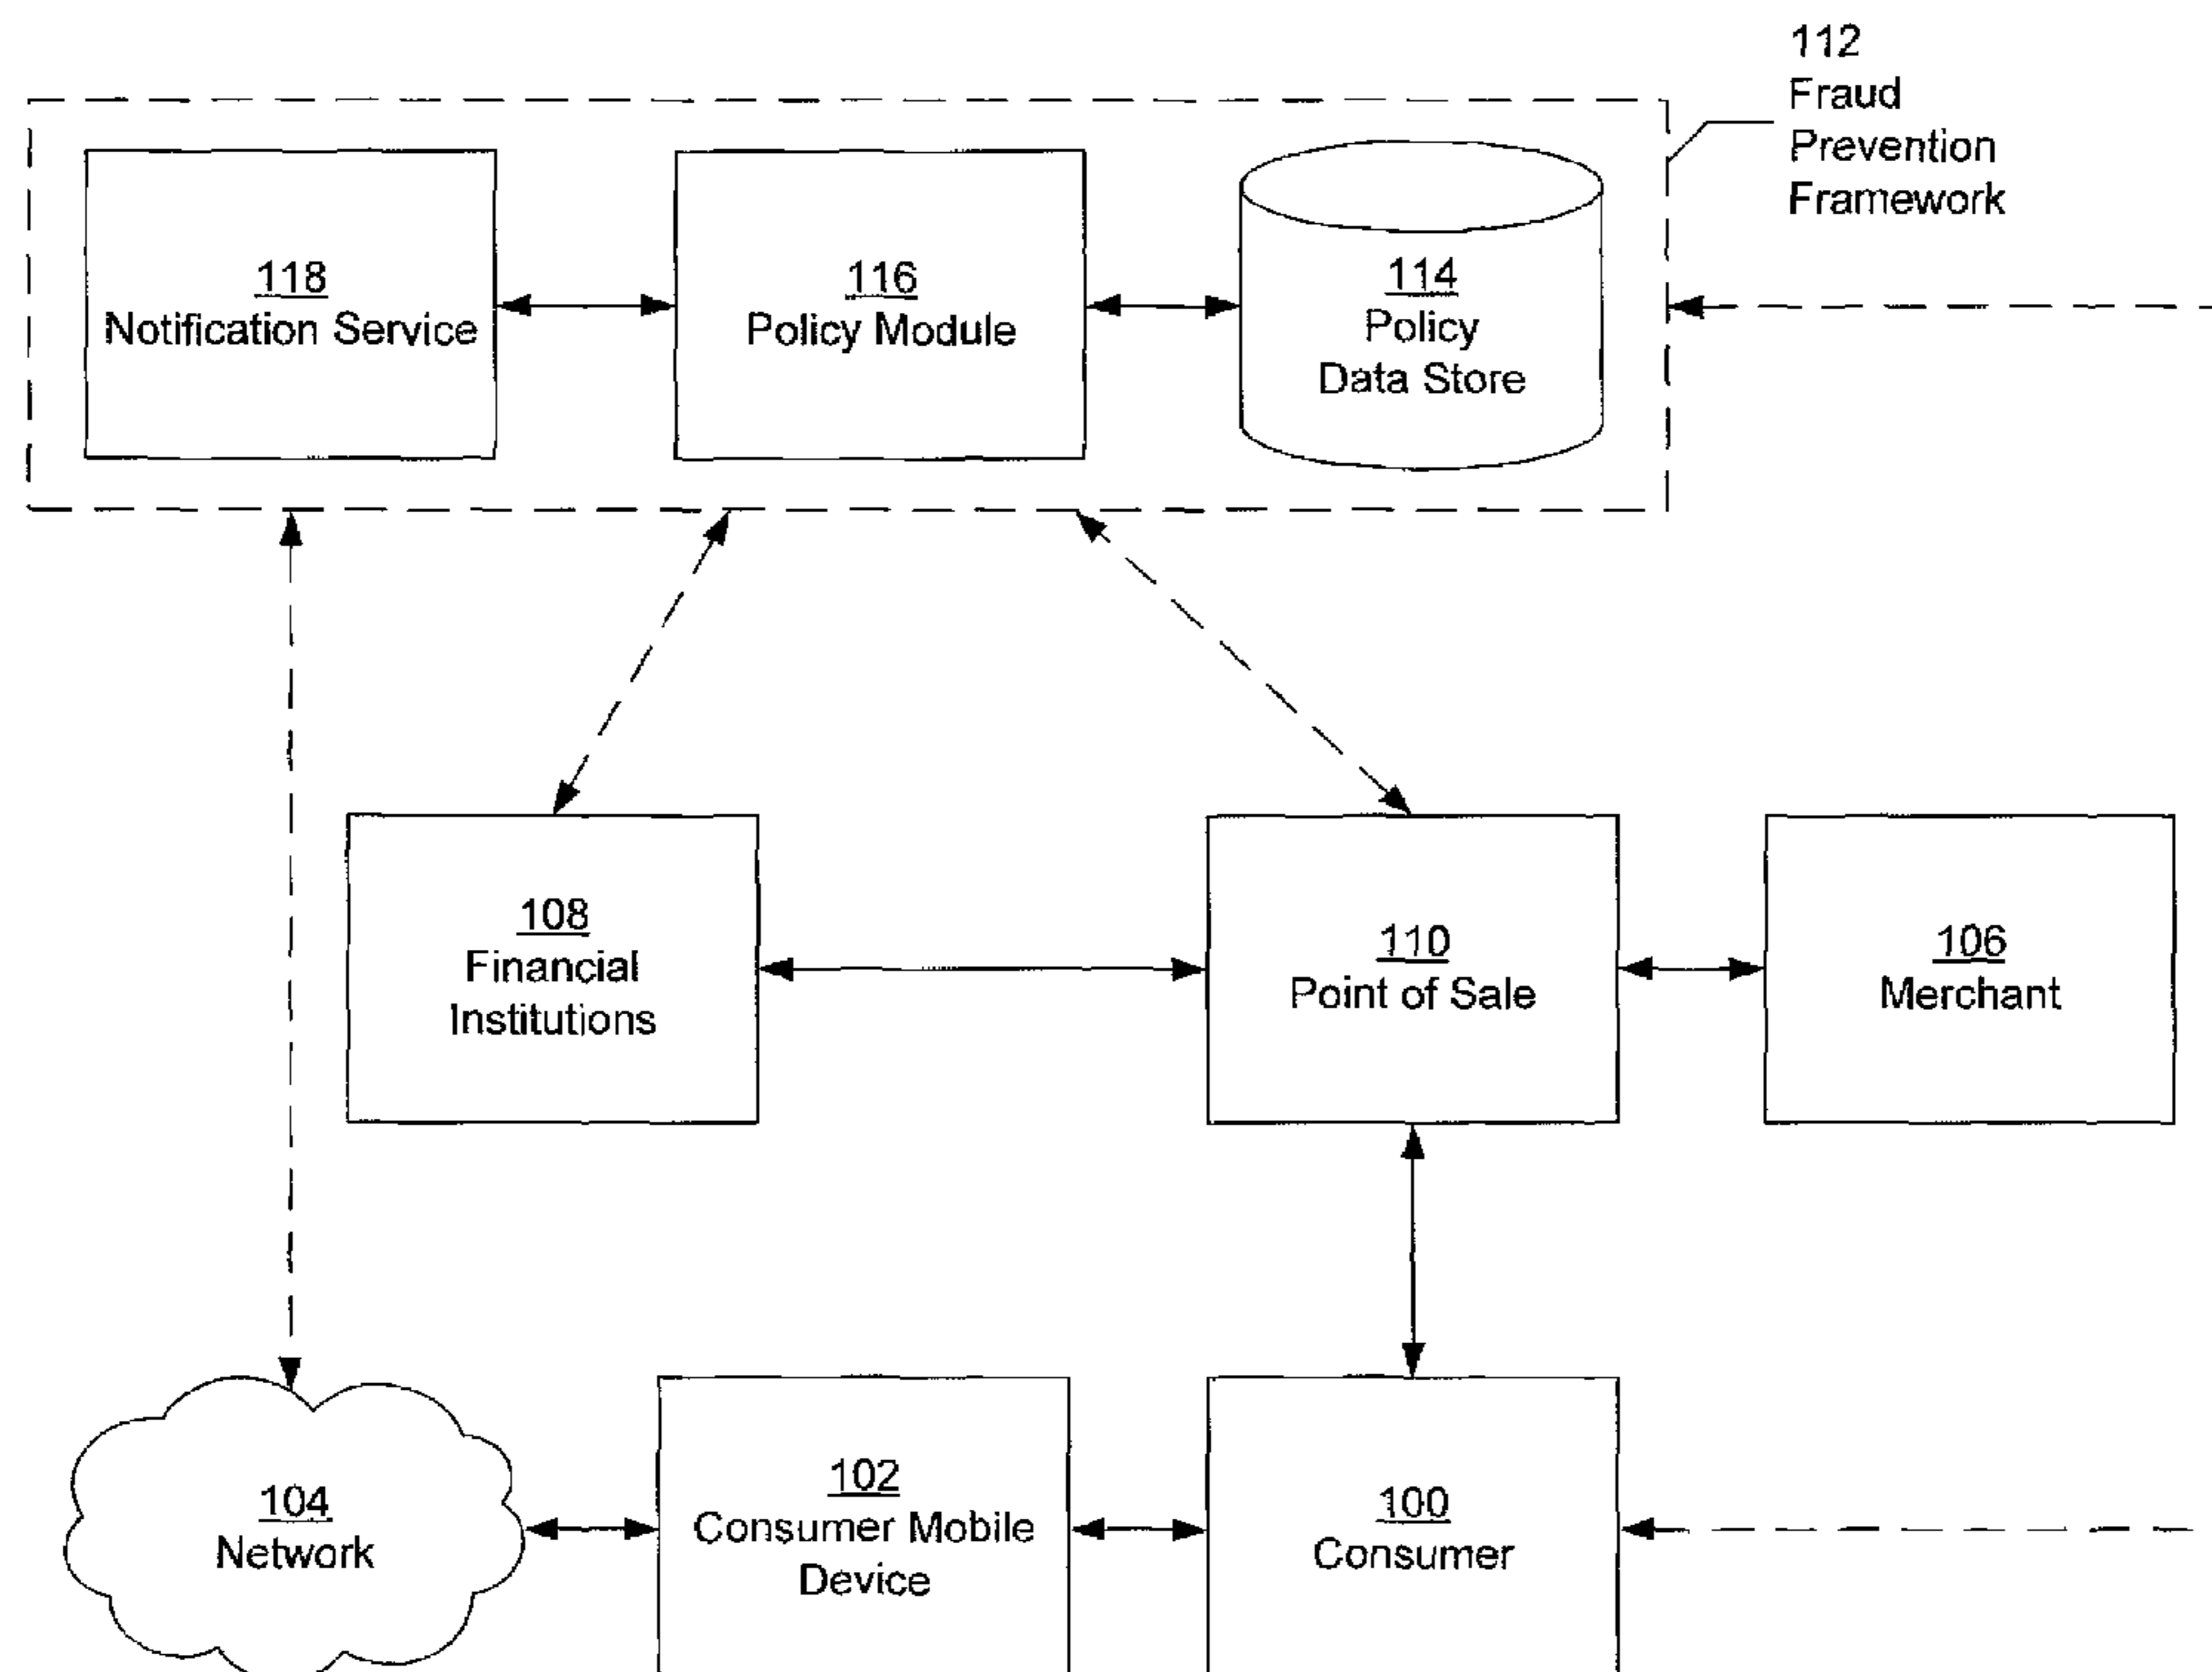 112
Fraud
Prevention
Framework
118
Notification Service
116
Policy Module
114
Policy
Data Store
108
Financial
Institutions
110
Point of Sale
106
Merchant
104
Network
102
Consumer Mobile
Device
100
Consumer